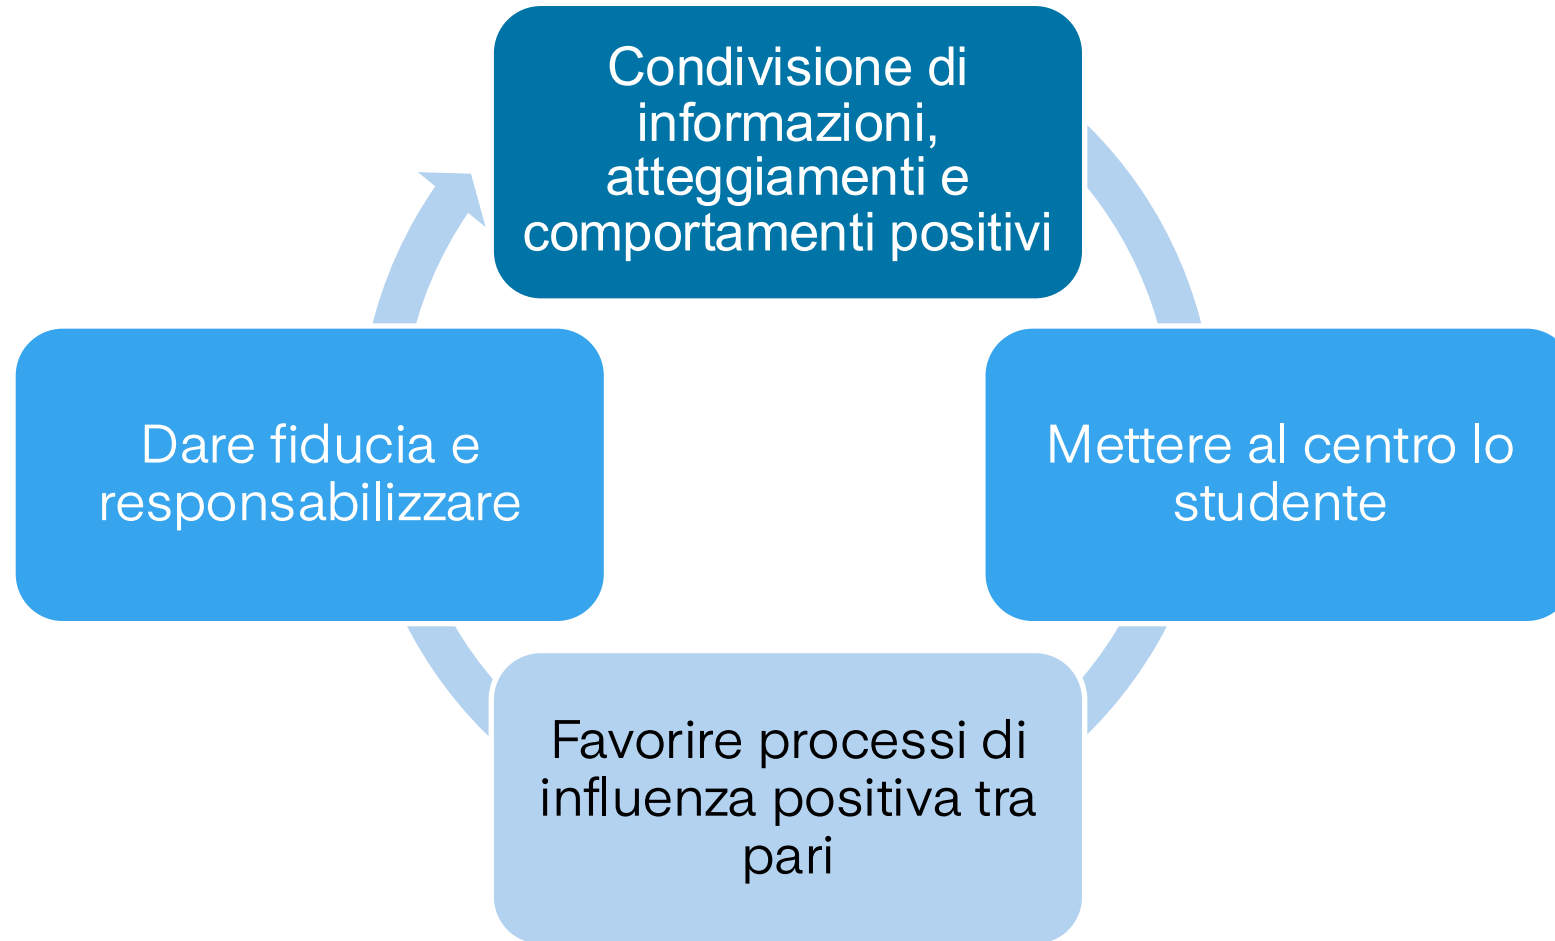 Condivisione di
informazioni,
atteggiamenti e
comportamenti positivi
Dare fiducia e
responsabilizzare
Mettere al centro lo
studente
Favorire processi di
influenza positiva tra
pari